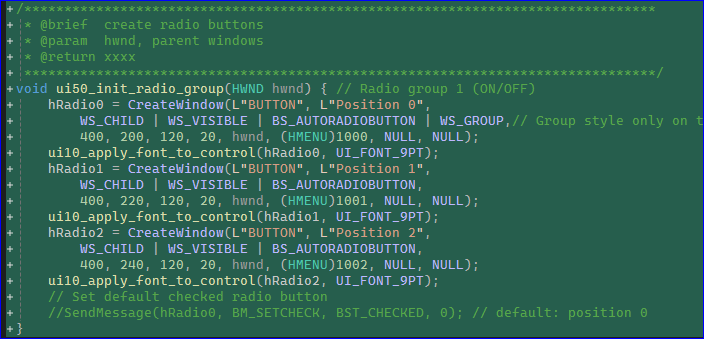 +/*******************************************************************************
+ * @brief  create radio buttons
+ * @param  hwnd, parent windows
+ * @return xxxx
+ *******************************************************************************/
+void ui50_init_radio_group(HWND hwnd) { // Radio group 1 (ON/OFF)
+    hRadio0 = CreateWindow(L"BUTTON", L"Position 0",
+        WS_CHILD | WS_VISIBLE | BS_AUTORADIOBUTTON | WS_GROUP,// Group style only on t
+        400, 200, 120, 20, hwnd, (HMENU)1000, NULL, NULL);
+    ui10_apply_font_to_control(hRadio0, UI_FONT_9PT);
+    hRadio1 = CreateWindow(L"BUTTON", L"Position 1",
+        WS_CHILD | WS_VISIBLE | BS_AUTORADIOBUTTON,
+        400, 220, 120, 20, hwnd, (HMENU)1001, NULL, NULL);
+    ui10_apply_font_to_control(hRadio1, UI_FONT_9PT);
+    hRadio2 = CreateWindow(L"BUTTON", L"Position 2",
+        WS_CHILD | WS_VISIBLE | BS_AUTORADIOBUTTON,
+        400, 240, 120, 20, hwnd, (HMENU)1002, NULL, NULL);
+    ui10_apply_font_to_control(hRadio2, UI_FONT_9PT);
+    // Set default checked radio button
+    //SendMessage(hRadio0, BM_SETCHECK, BST_CHECKED, 0); // default: position 0
+}